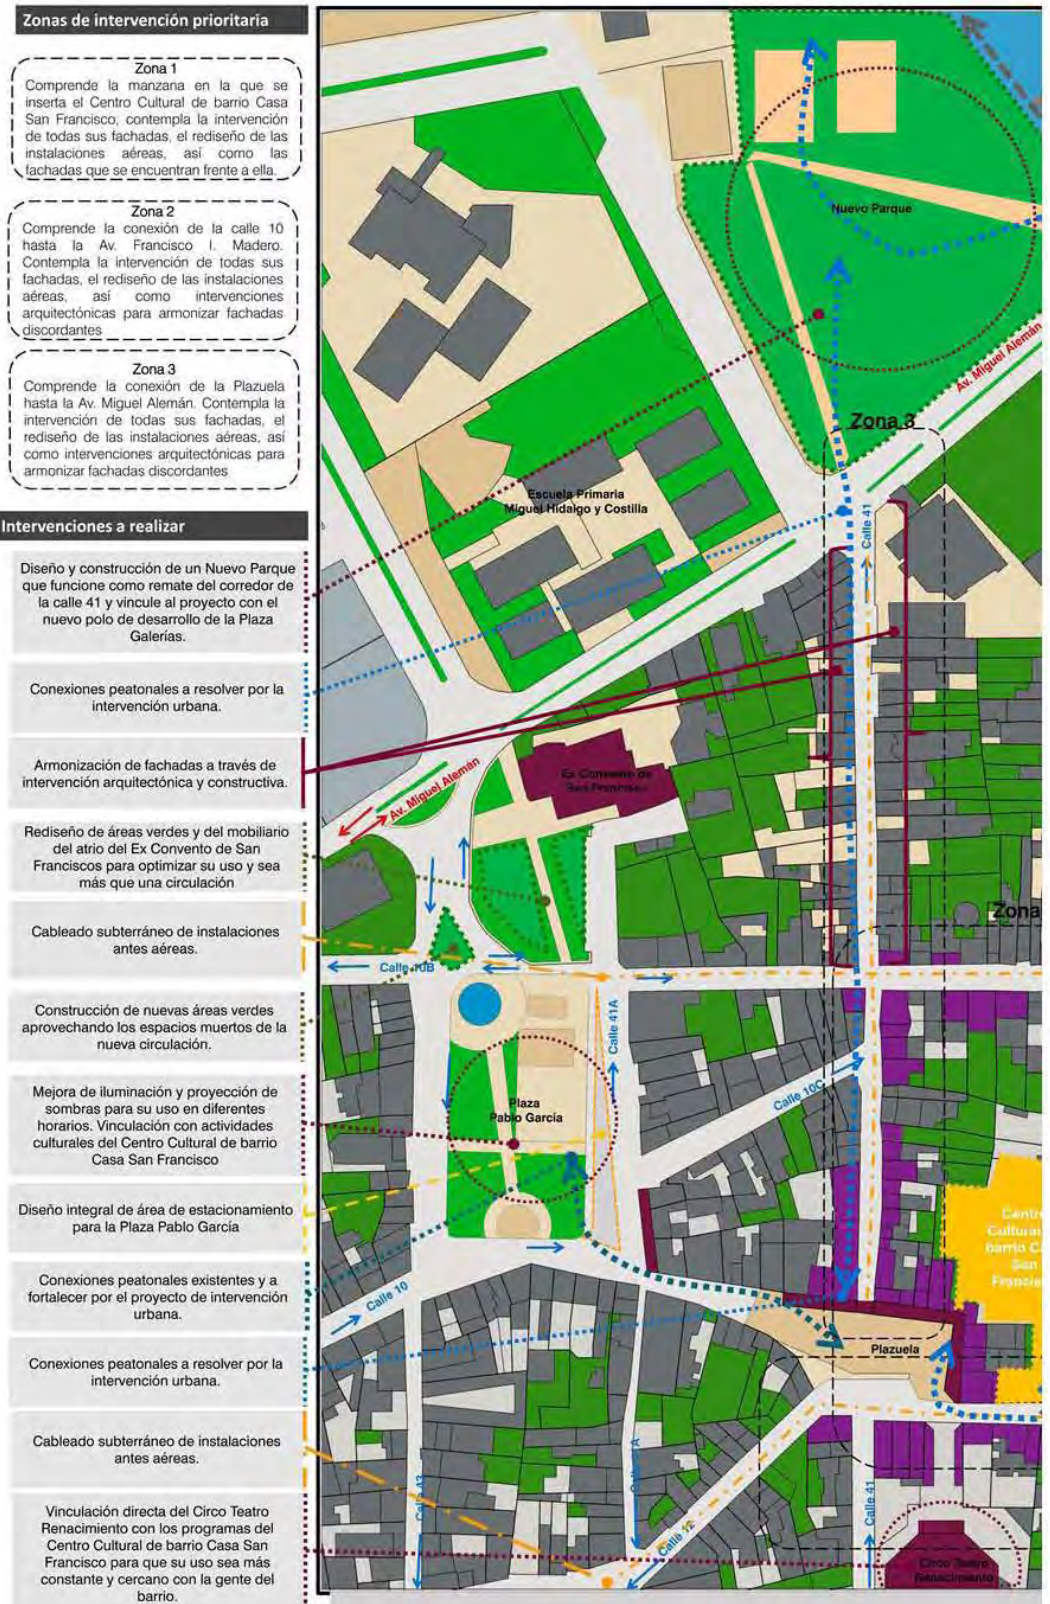 Zonas de intervención prioritaria
Zona 1
Comprende la manzana en la que se
inserta el Centro Cultural de barrio Casa
San Francisco, contempla la intervención
de todas sus fachadas, el rediseño de las
instalaciones aéreas, así como las
fachadas que se encuentran frente a ella.
Zona 2
Comprende la conexión de la calle 10
hasta la Av. Francisco I. Madero.
Contempla la intervención de todas sus
fachadas, el rediseño de las instalaciones
aéreas, así como intervenciones
arquitectónicas para armonizar fachadas
discordantes
Zona 3
Comprende la conexión de la Plazuela
hasta la Av. Miguel Alemán. Contempla la
intervención de todas sus fachadas, el
rediseño de las instalaciones aéreas, así
como intervenciones arquitectónicas para
armonizar fachadas discordantes
Intervenciones a realizar
Diseño y construcción de un Nuevo Parque
que funcione como remate del corredor de
la calle 41 y vincule al proyecto con el
nuevo polo de desarrollo de la Plaza
Galerías.
Conexiones peatonales a resolver por la
intervención urbana.
Armonización de fachadas a través de
intervención arquitectónica y constructiva.
Rediseño de áreas verdes y del mobiliario
del atrio del Ex Convento de San
Franciscos para optimizar su uso y sea
más que una circulación
Cableado subterráneo de instalaciones
antes aéreas.
Construcción de nuevas áreas verdes
aprovechando los espacios muertos de la
nueva circulación.
Mejora de iluminación y proyección de
sombras para su uso en diferentes
horarios. Vinculación con actividades
culturales del Centro Cultural de barrio
Casa San Francisco
Diseño integral de área de estacionamiento
para la Plaza Pablo García
Conexiones peatonales existentes y a
fortalecer por el proyecto de intervención
urbana.
Conexiones peatonales a resolver por la
intervención urbana.
Cableado subterráneo de instalaciones
antes aéreas.
Vinculación directa del Circo Teatro
Renacimiento con los programas del
Centro Cultural de barrio Casa San
Francisco para que su uso sea más
constante y cercano con la gente del
barrio.
Nuevo Parque
Av. Miguel Alemán
Zona 3
Escuela Primaria
Miguel Hidalgo y Costilla
Calle 41
Ex Convento de
San Francisco
Av. Miguel Alemán
Zona
Calle 10B
Calle 41A
Calle 10C
Plaza
Pablo García
Centro
Cultural
barrio C
San
Francis
Calle 10
Plazuela
Calle 43
Calle 12
Calle 41
Circo Teatro
Renacimiento